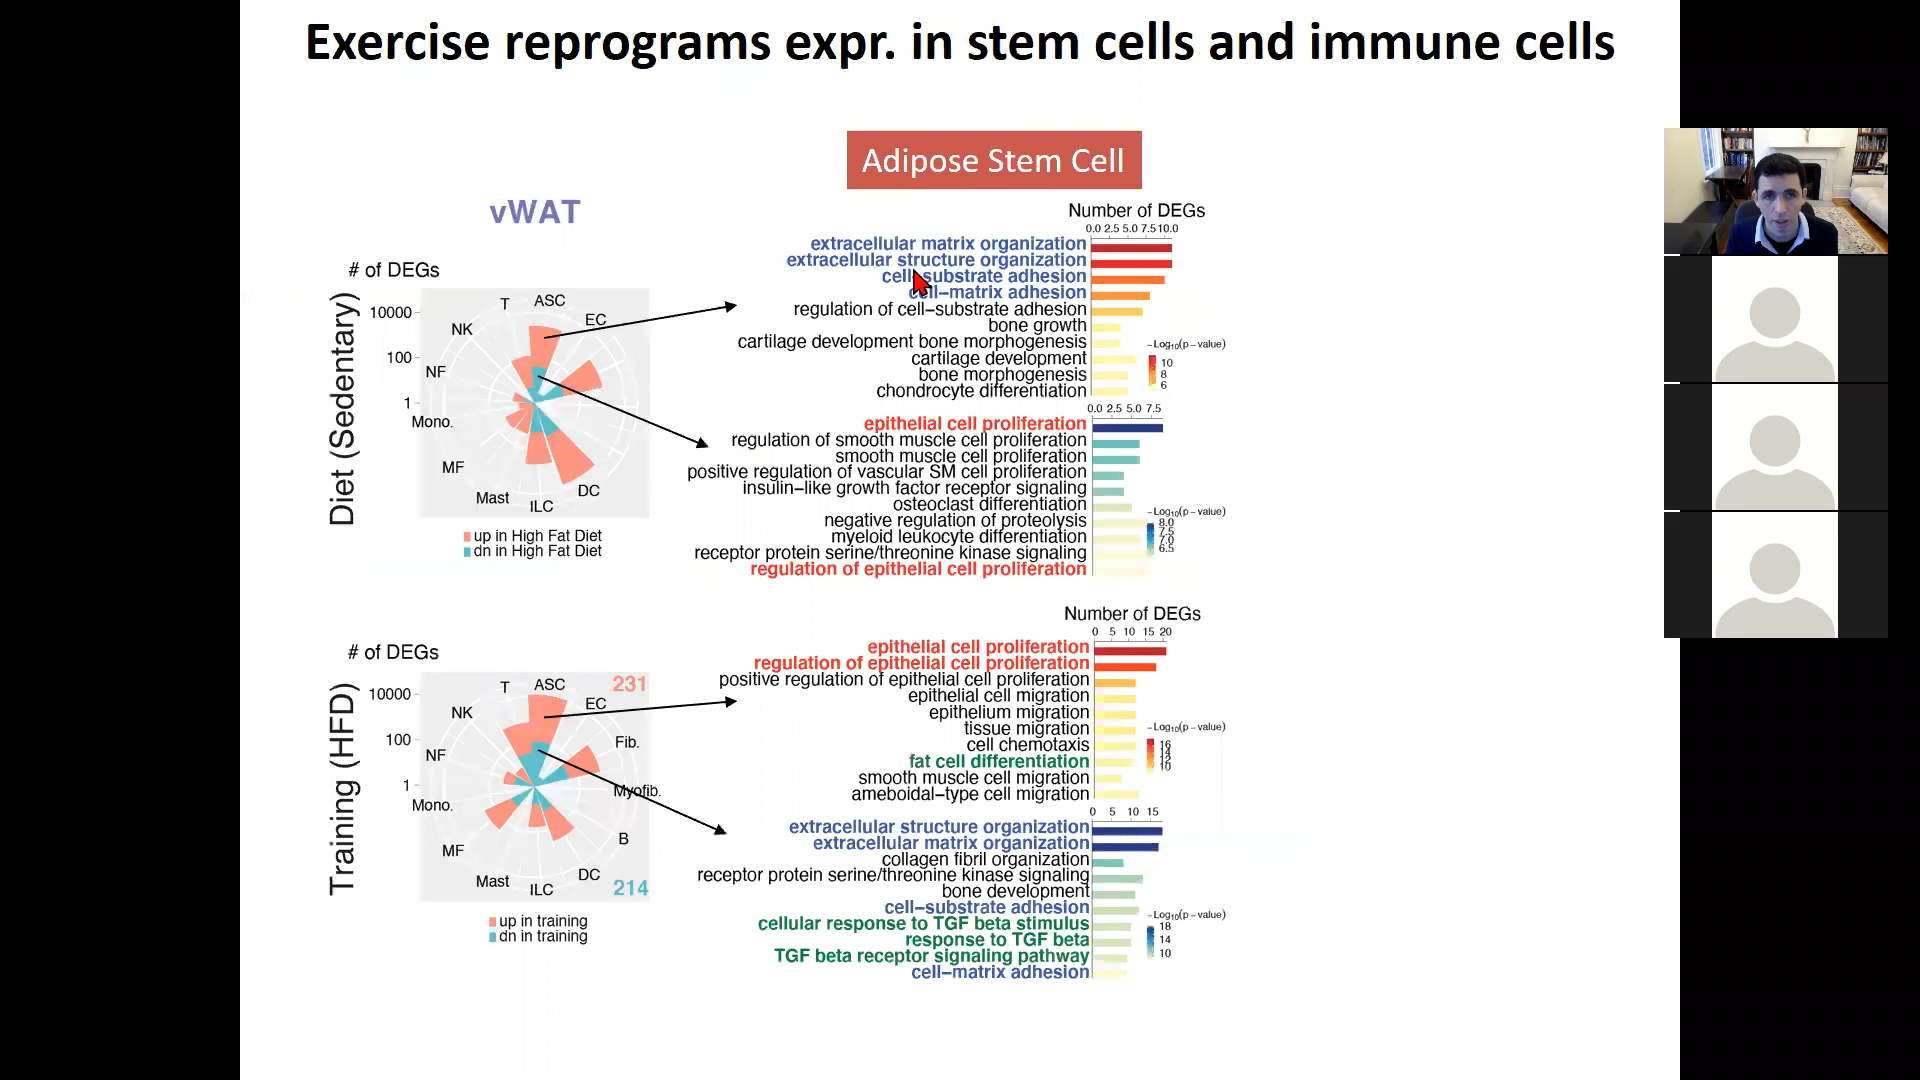 Exercise reprograms expr. in stem cells and immune cells
Adipose Stem Cell
vWAT
Diet (Sedentary)
# of DEGs
10000
100
1
T
ASC
EC
NK
NF
Mono.
MF
Mast
ILC
DC
up in High Fat Diet
dn in High Fat Diet
Number of DEGs
0.0 2.5 5.0 7.5 10.0
extracellular matrix organization
extracellular structure organization
cell-substrate adhesion
cell-matrix adhesion
regulation of cell-substrate adhesion
bone growth
cartilage development bone morphogenesis
cartilage development
bone morphogenesis
chondrocyte differentiation
-Log10(p-value)
10
8
6
0.0 2.5 5.0 7.5
epithelial cell proliferation
regulation of smooth muscle cell proliferation
smooth muscle cell proliferation
positive regulation of vascular SM cell proliferation
insulin-like growth factor receptor signaling
osteoclast differentiation
negative regulation of proteolysis
myeloid leukocyte differentiation
receptor protein serine/threonine kinase signaling
regulation of epithelial cell proliferation
-Log10(p-value)
8.0
7.5
7.0
6.5
Training (HFD)
# of DEGs
10000
100
1
T
ASC
231
EC
NK
Fib.
NF
Myofib.
Mono.
B
MF
Mast
ILC
DC
214
up in training
dn in training
Number of DEGs
0 5 10 15 20
epithelial cell proliferation
regulation of epithelial cell proliferation
positive regulation of epithelial cell proliferation
epithelial cell migration
epithelium migration
tissue migration
cell chemotaxis
fat cell differentiation
smooth muscle cell migration
ameboidal-type cell migration
-Log10(p-value)
16
14
12
10
0 5 10 15
extracellular structure organization
extracellular matrix organization
collagen fibril organization
receptor protein serine/threonine kinase signaling
bone development
cell-substrate adhesion
cellular response to TGF beta stimulus
response to TGF beta
TGF beta receptor signaling pathway
cell-matrix adhesion
-Log10(p-value)
18
14
10